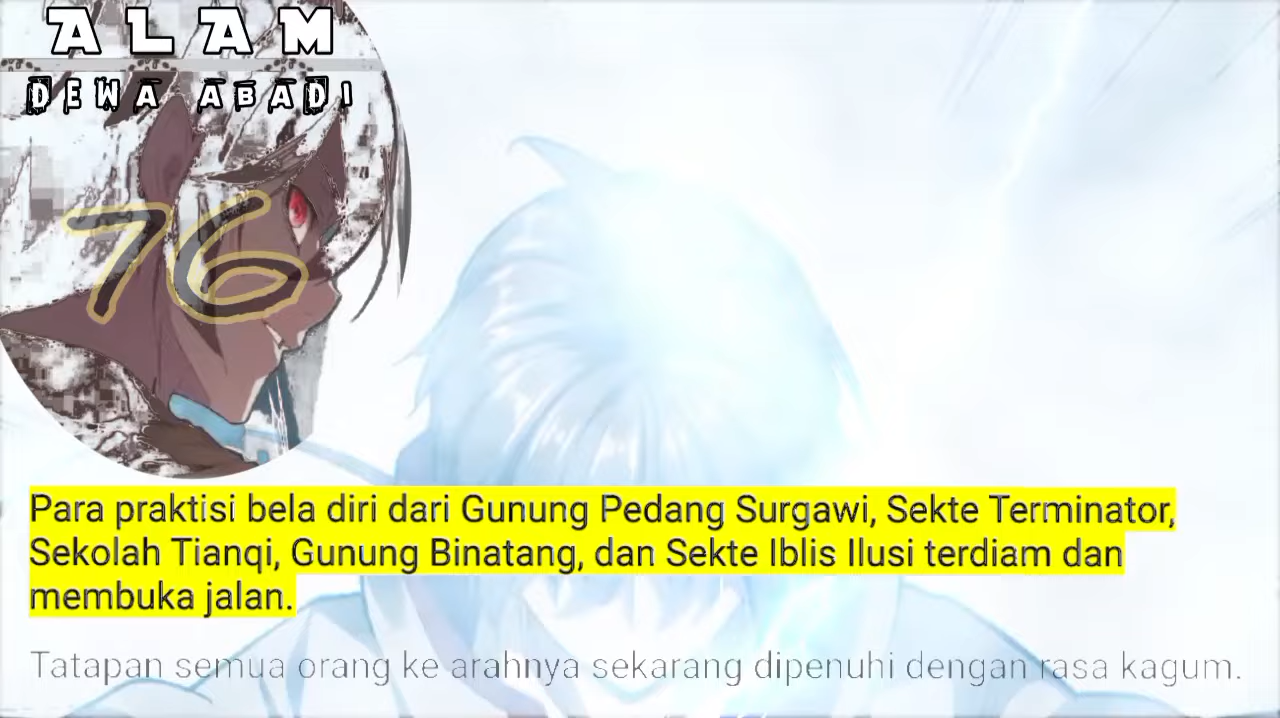 ALAM
DEWA ABADI
76
Para praktisi bela diri dari Gunung Pedang Surgawi, Sekte Terminator,
Sekolah Tianqi, Gunung Binatang, dan Sekte Iblis Ilusi terdiam dan
membuka jalan.
Tatapan semua orang ke arahnya sekarang dipenuhi dengan rasa kagum.